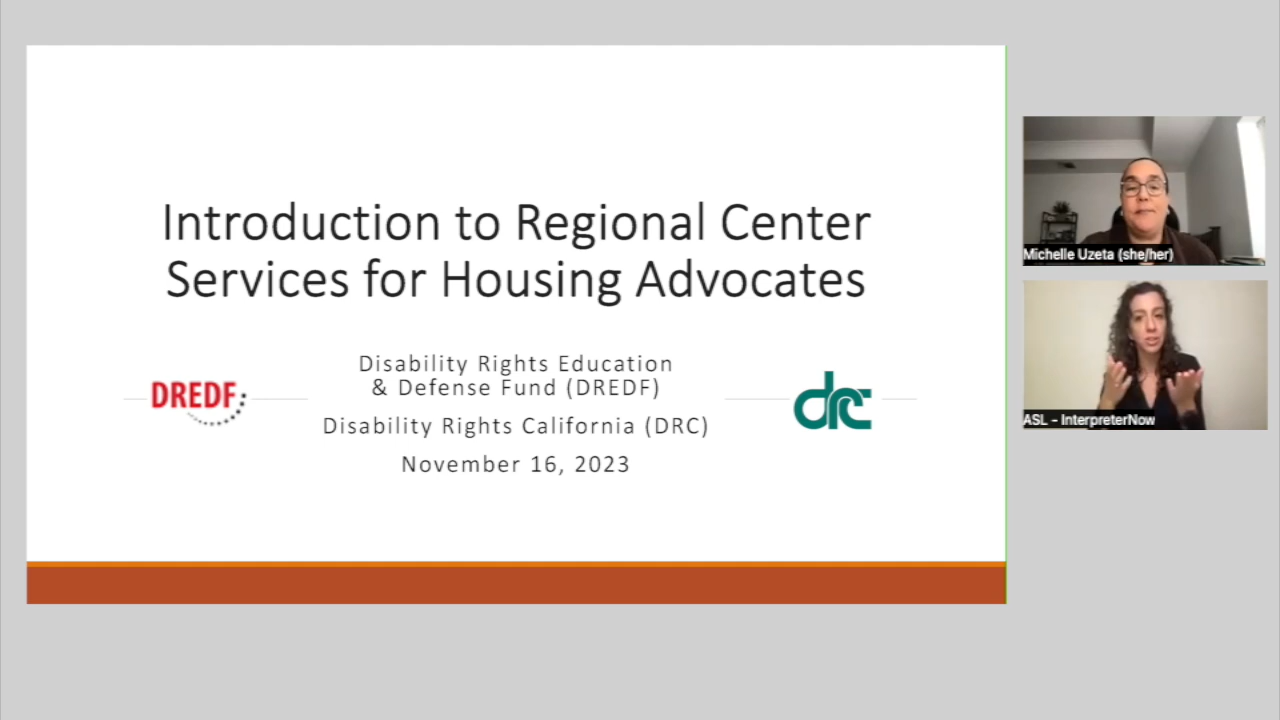 Introduction to Regional Center
Services for Housing Advocates
Disability Rights Education
& Defense Fund (DREDF)
DREDF
drc
Disability Rights California (DRC)
November 16, 2023
Michelle Uzeta (she/her)
ASL – InterpreterNow